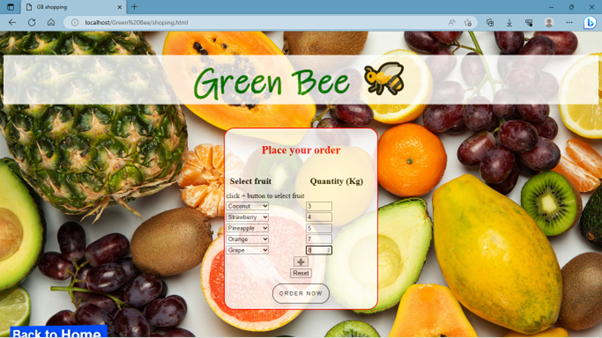 GB shopping
localhost/Green%20Bee/shoping.html
Green Bee
Place your order
Select fruit Quantity (Kg)
click + button to select fruit
Coconut 3
Strawberry 4
Pineapple 5
Orange 7
Grape 8
+
Reset
ORDER NOW
Back to Home